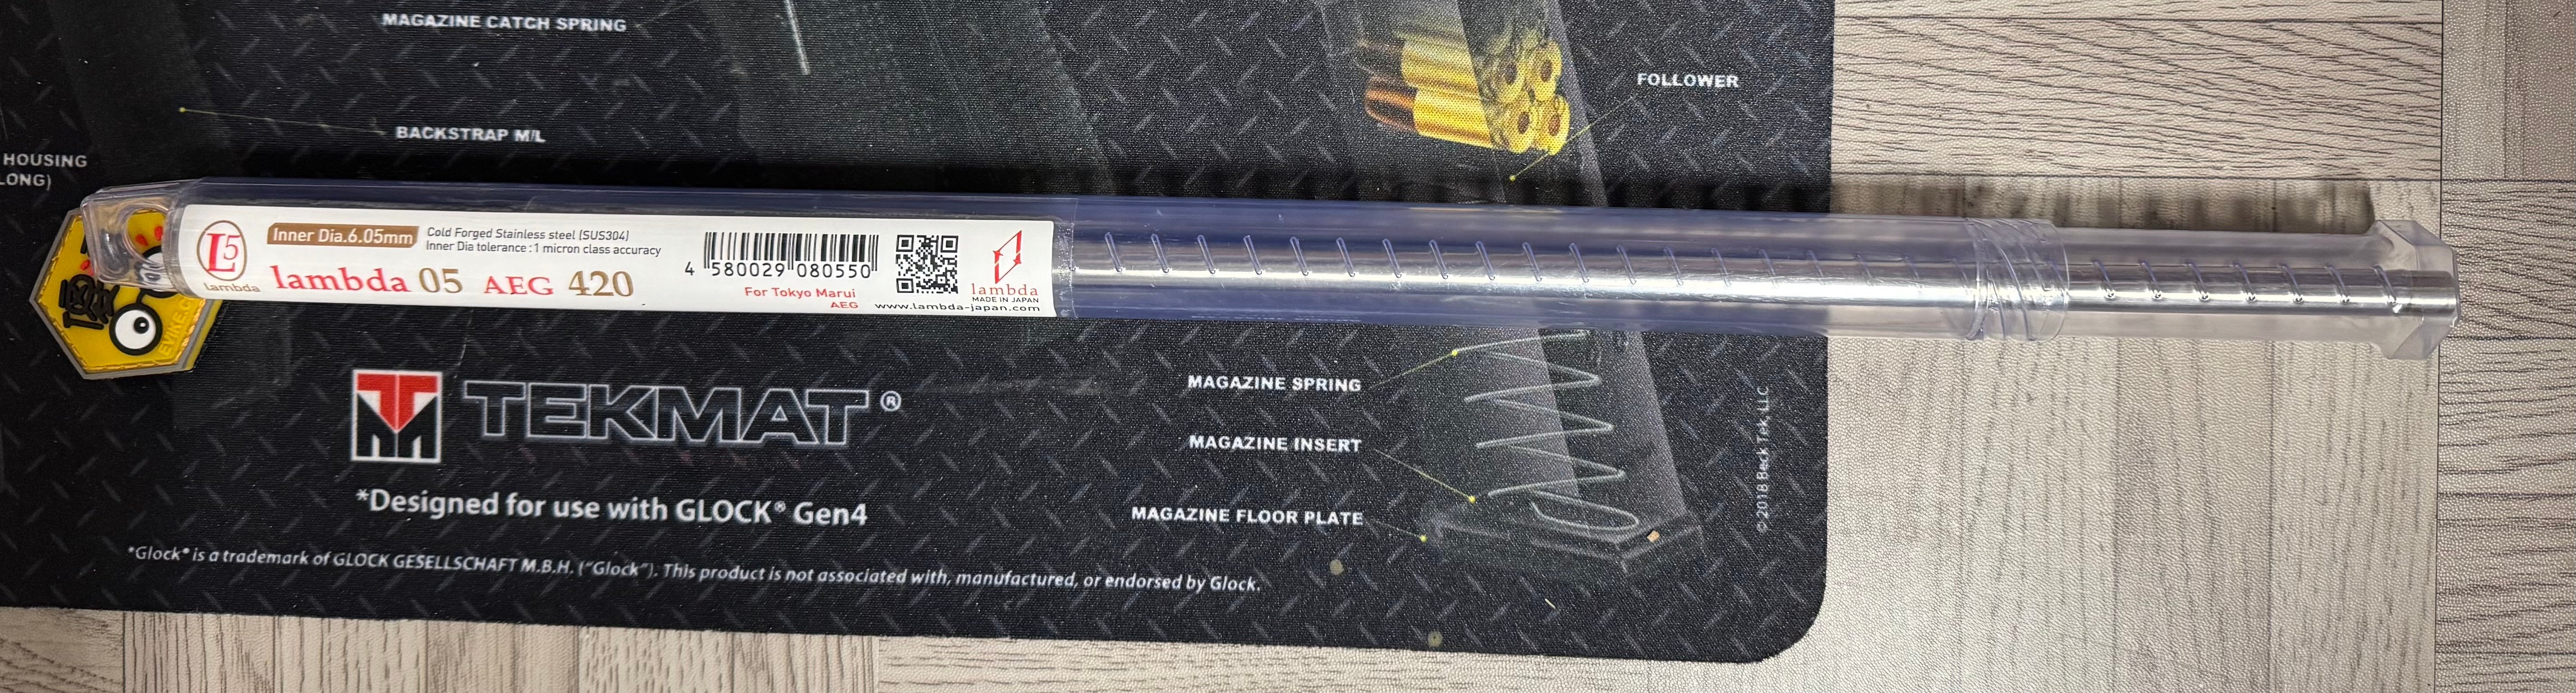 MAGAZINE CATCH SPRING
FOLLOWER
BACKSTRAP M/L
HOUSING
LONG)
L5
lambda
Inner Dia.6.05mm
Cold Forged Stainless steel (SUS304)
Inner Dia tolerance : 1 micron class accuracy
lambda 05 AEG 420
4 580029 080550
For Tokyo Marui
AEG
lambda
MADE IN JAPAN
www.lambda-japan.com
TEKMAT®
*Designed for use with GLOCK® Gen4
*Glock® is a trademark of GLOCK GESELLSCHAFT M.B.H. ("Glock"). This product is not associated with, manufactured, or endorsed by Glock.
MAGAZINE SPRING
MAGAZINE INSERT
MAGAZINE FLOOR PLATE
© 2018 Beck Tek, LLC